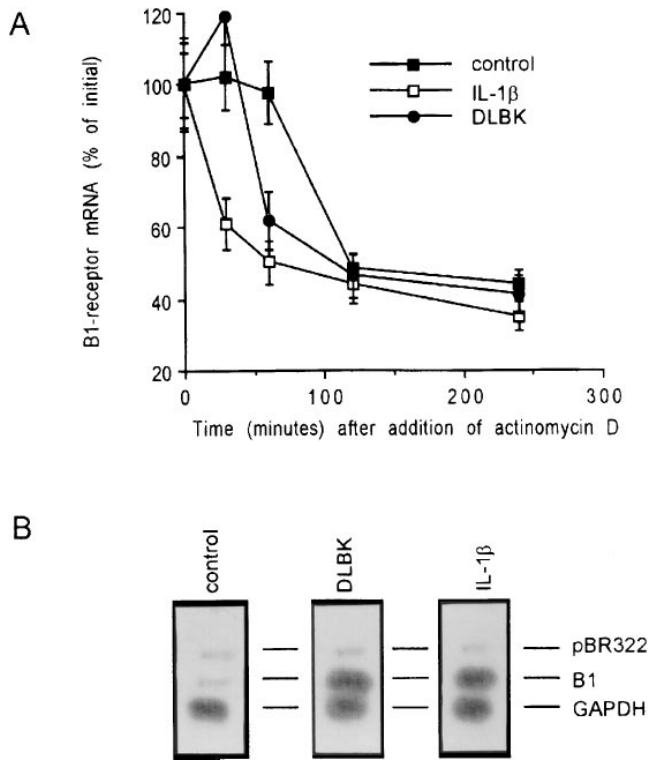 A
B1-receptor mRNA (% of initial)
120
100
80
60
40
20
control
IL-1β
DLBK
0
100
200
300
Time (minutes) after addition of actinomycin D
B
control
DLBK
IL-1β
pBR322
B1
GAPDH